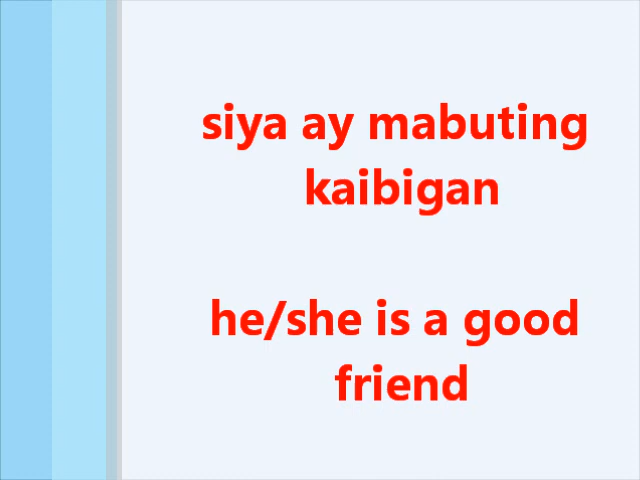 siya ay mabuting
kaibigan
he/she is a good
friend